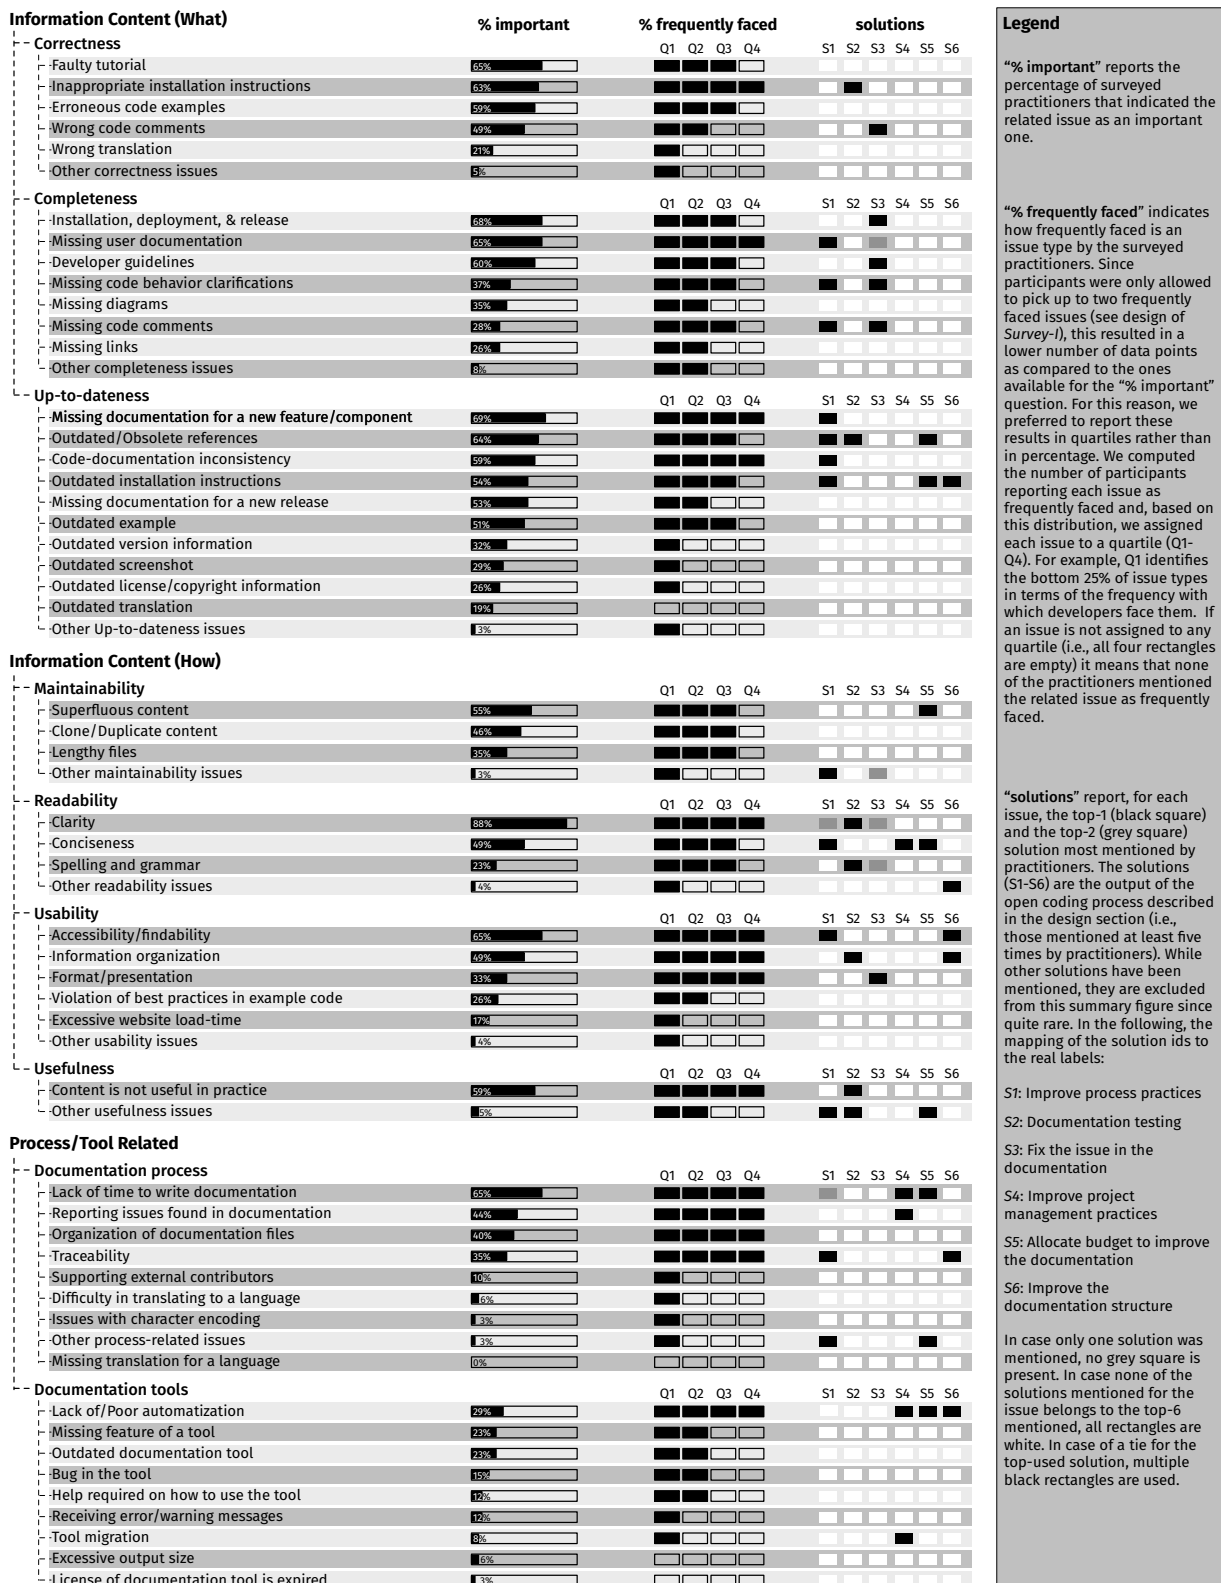 Information Content (What) % important % frequently faced solutions
Correctness Q1 Q2 Q3 Q4 S1 S2 S3 S4 S5 S6
Faulty tutorial 65%
Inappropriate installation instructions 63%
Erroneous code examples 59%
Wrong code comments 49%
Wrong translation 21%
Other correctness issues 5%
Completeness Q1 Q2 Q3 Q4 S1 S2 S3 S4 S5 S6
Installation, deployment, & release 68%
Missing user documentation 65%
Developer guidelines 60%
Missing code behavior clarifications 37%
Missing diagrams 35%
Missing code comments 28%
Missing links 26%
Other completeness issues 8%
Up-to-dateness Q1 Q2 Q3 Q4 S1 S2 S3 S4 S5 S6
Missing documentation for a new feature/component 69%
Outdated/Obsolete references 64%
Code-documentation inconsistency 59%
Outdated installation instructions 54%
Missing documentation for a new release 53%
Outdated example 51%
Outdated version information 32%
Outdated screenshot 29%
Outdated license/copyright information 26%
Outdated translation 19%
Other Up-to-dateness issues 3%
Information Content (How)
Maintainability Q1 Q2 Q3 Q4 S1 S2 S3 S4 S5 S6
Superfluous content 55%
Clone/Duplicate content 46%
Lengthy files 35%
Other maintainability issues 3%
Readability Q1 Q2 Q3 Q4 S1 S2 S3 S4 S5 S6
Clarity 88%
Conciseness 49%
Spelling and grammar 23%
Other readability issues 4%
Usability Q1 Q2 Q3 Q4 S1 S2 S3 S4 S5 S6
Accessibility/findability 65%
Information organization 49%
Format/presentation 33%
Violation of best practices in example code 26%
Excessive website load-time 17%
Other usability issues 4%
Usefulness Q1 Q2 Q3 Q4 S1 S2 S3 S4 S5 S6
Content is not useful in practice 59%
Other usefulness issues 5%
Process/Tool Related
Documentation process Q1 Q2 Q3 Q4 S1 S2 S3 S4 S5 S6
Lack of time to write documentation 65%
Reporting issues found in documentation 44%
Organization of documentation files 40%
Traceability 35%
Supporting external contributors 10%
Difficulty in translating to a language 6%
Issues with character encoding 3%
Other process-related issues 3%
Missing translation for a language 0%
Documentation tools Q1 Q2 Q3 Q4 S1 S2 S3 S4 S5 S6
Lack of/Poor automatization 29%
Missing feature of a tool 23%
Outdated documentation tool 23%
Bug in the tool 15%
Help required on how to use the tool 12%
Receiving error/warning messages 12%
Tool migration 8%
Excessive output size 6%
License of documentation tool is expired 3%
Legend
“% important” reports the
percentage of surveyed
practitioners that indicated the
related issue as an important
one.
“% frequently faced” indicates
how frequently faced is an
issue type by the surveyed
practitioners. Since
participants were only allowed
to pick up to two frequently
faced issues (see design of
Survey-I), this resulted in a
lower number of data points
as compared to the ones
available for the “% important”
question. For this reason, we
preferred to report these
results in quartiles rather than
in percentage. We computed
the number of participants
reporting each issue as
frequently faced and, based on
this distribution, we assigned
each issue to a quartile (Q1-
Q4). For example, Q1 identifies
the bottom 25% of issue types
in terms of the frequency with
which developers face them. If
an issue is not assigned to any
quartile (i.e., all four rectangles
are empty) it means that none
of the practitioners mentioned
the related issue as frequently
faced.
“solutions” report, for each
issue, the top-1 (black square)
and the top-2 (grey square)
solution most mentioned by
practitioners. The solutions
(S1-S6) are the output of the
open coding process described
in the design section (i.e.,
those mentioned at least five
times by practitioners). While
other solutions have been
mentioned, they are excluded
from this summary figure since
quite rare. In the following, the
mapping of the solution ids to
the real labels:
S1: Improve process practices
S2: Documentation testing
S3: Fix the issue in the
documentation
S4: Improve project
management practices
S5: Allocate budget to improve
the documentation
S6: Improve the
documentation structure
In case only one solution was
mentioned, no grey square is
present. In case none of the
solutions mentioned for the
issue belongs to the top-6
mentioned, all rectangles are
white. In case of a tie for the
top-used solution, multiple
black rectangles are used.